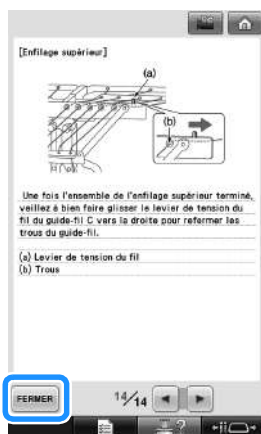 [Enfilage supérieur]
(a)
(b)
Une fois l'ensemble de l'enfilage supérieur terminé,
veillez à bien faire glisser le levier de tension du
fil du guide-fil C vers la droite pour refermer les
trous du guide-fil.
(a) Levier de tension du fil
(b) Trous
FERMER
14/14